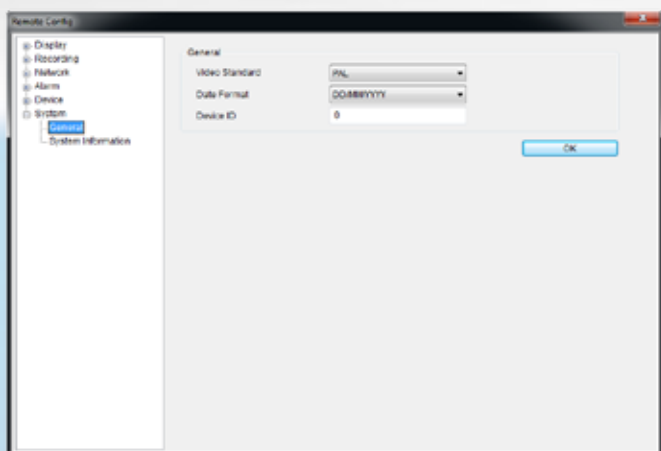 Remote Config
Display
Recording
Network
Alarm
Device
System
General
System Information
General
Video Standard
PAL
Date Format
DD/MM/YYYY
Device ID
0
OK